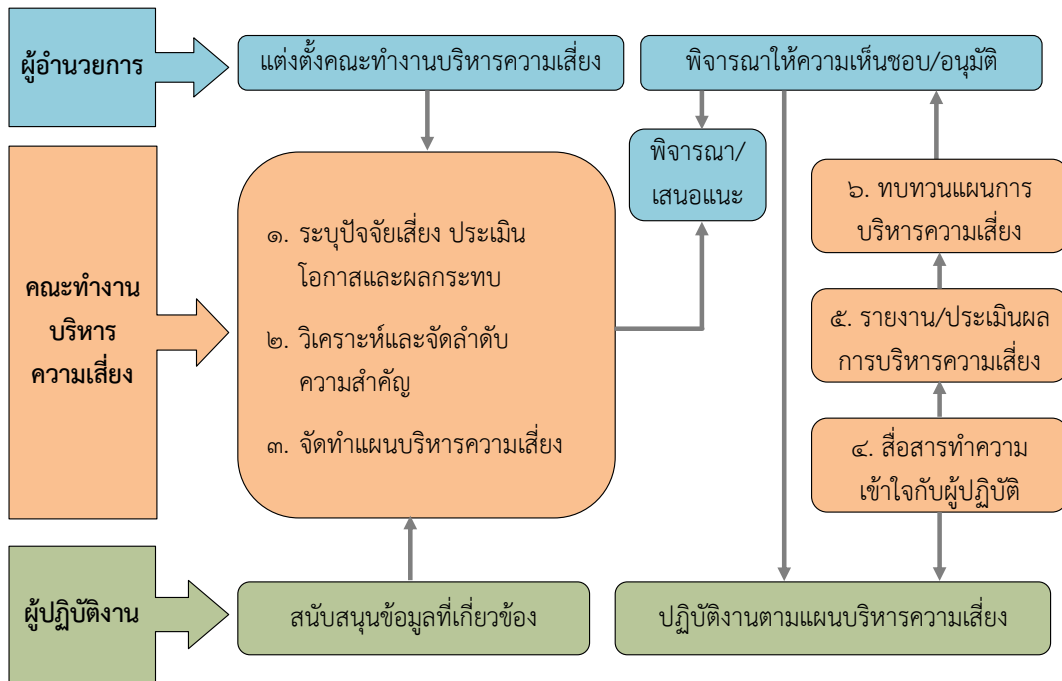 ผู้อำนวยการ
แต่งตั้งคณะทำงานบริหารความเสี่ยง
พิจารณาให้ความเห็นชอบ/อนุมัติ
พิจารณา/
เสนอแนะ
คณะทำงาน
บริหาร
ความเสี่ยง
๑. ระบุปัจจัยเสี่ยง ประเมิน
โอกาสและผลกระทบ
๒. วิเคราะห์และจัดลำดับ
ความสำคัญ
๓. จัดทำแผนบริหารความเสี่ยง
๖. ทบทวนแผนการ
บริหารความเสี่ยง
๕. รายงาน/ประเมินผล
การบริหารความเสี่ยง
๔. สื่อสารทำความ
เข้าใจกับผู้ปฏิบัติ
ผู้ปฏิบัติงาน
สนับสนุนข้อมูลที่เกี่ยวข้อง
ปฏิบัติงานตามแผนบริหารความเสี่ยง